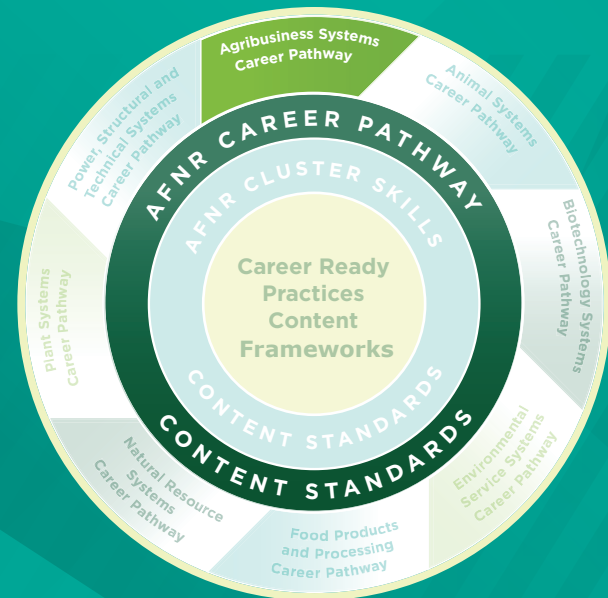 Agribusiness Systems
Career Pathway
Animal Systems
Career Pathway
Biotechnology Systems
Career Pathway
Environmental
Service Systems
Career Pathway
Food Products
and Processing
Career Pathway
Natural Resource
Systems
Career Pathway
Plant Systems
Career Pathway
Power, Structural and
Technical Systems
Career Pathway
AFNR CAREER PATHWAY
CONTENT STANDARDS
AFNR CLUSTER SKILLS
CONTENT STANDARDS
Career Ready
Practices
Content
Frameworks